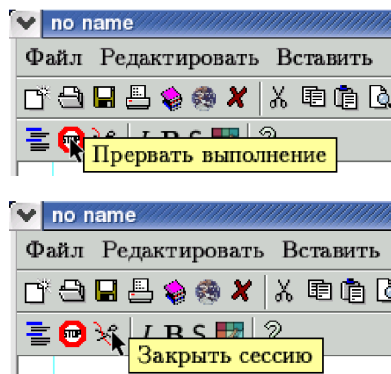 no name
Файл Редактировать Вставить
STOP I B S ?
Прервать выполнение
no name
Файл Редактировать Вставить
STOP I B S ?
Закрыть сессию